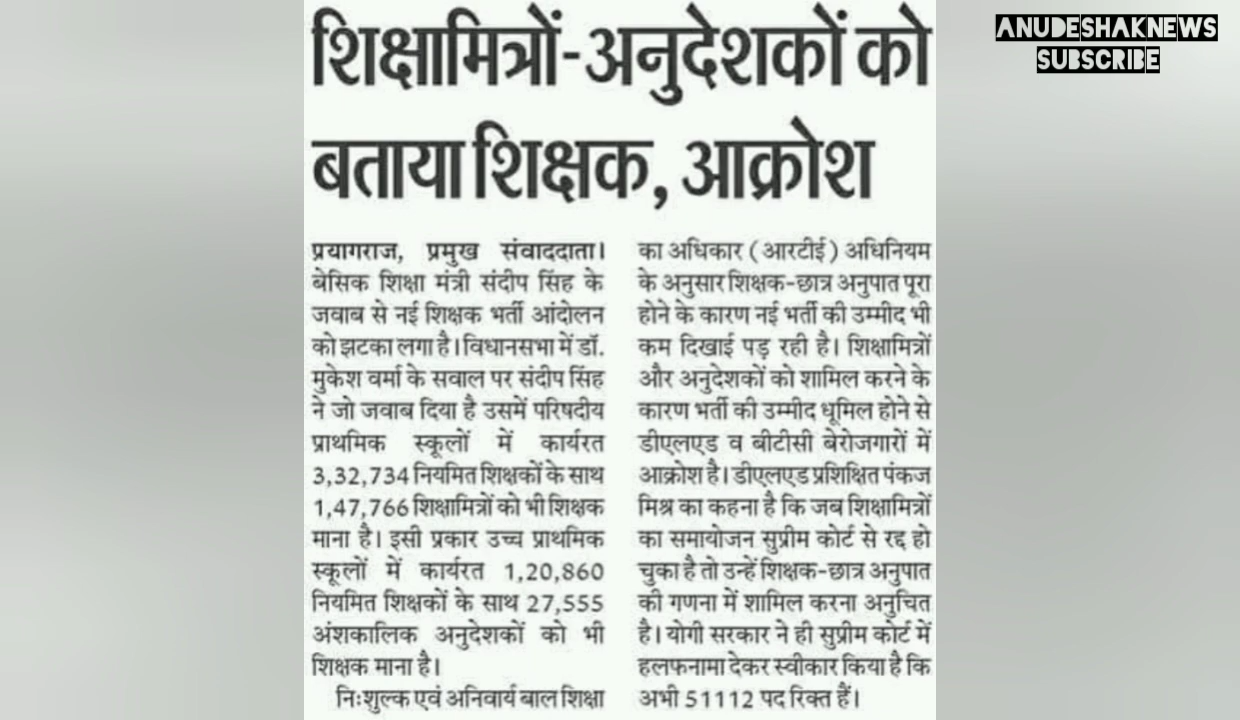 ANUDESHAKNEWS
SUBSCRIBE
शिक्षामित्रों-अनुदेशकों को
बताया शिक्षक, आक्रोश
प्रयागराज, प्रमुख संवाददाता।
बेसिक शिक्षा मंत्री संदीप सिंह के
जवाब से नई शिक्षक भर्ती आंदोलन
को झटका लगा है। विधानसभा में डॉ.
मुकेश वर्मा के सवाल पर संदीप सिंह
ने जो जवाब दिया है उसमें परिषदीय
प्राथमिक स्कूलों में कार्यरत
3,32,734 नियमित शिक्षकों के साथ
1,47,766 शिक्षामित्रों को भी शिक्षक
माना है। इसी प्रकार उच्च प्राथमिक
स्कूलों में कार्यरत 1,20,860
नियमित शिक्षकों के साथ 27,555
अंशकालिक अनुदेशकों को भी
शिक्षक माना है।
निःशुल्क एवं अनिवार्य बाल शिक्षा
का अधिकार (आरटीई) अधिनियम
के अनुसार शिक्षक-छात्र अनुपात पूरा
होने के कारण नई भर्ती की उम्मीद भी
कम दिखाई पड़ रही है। शिक्षामित्रों
और अनुदेशकों को शामिल करने के
कारण भर्ती की उम्मीद धूमिल होने से
डीएलएड व बीटीसी बेरोजगारों में
आक्रोश है। डीएलएड प्रशिक्षित पंकज
मिश्र का कहना है कि जब शिक्षामित्रों
का समायोजन सुप्रीम कोर्ट से रद्द हो
चुका है तो उन्हें शिक्षक-छात्र अनुपात
की गणना में शामिल करना अनुचित
है। योगी सरकार ने ही सुप्रीम कोर्ट में
हलफनामा देकर स्वीकार किया है कि
अभी 51112 पद रिक्त हैं।